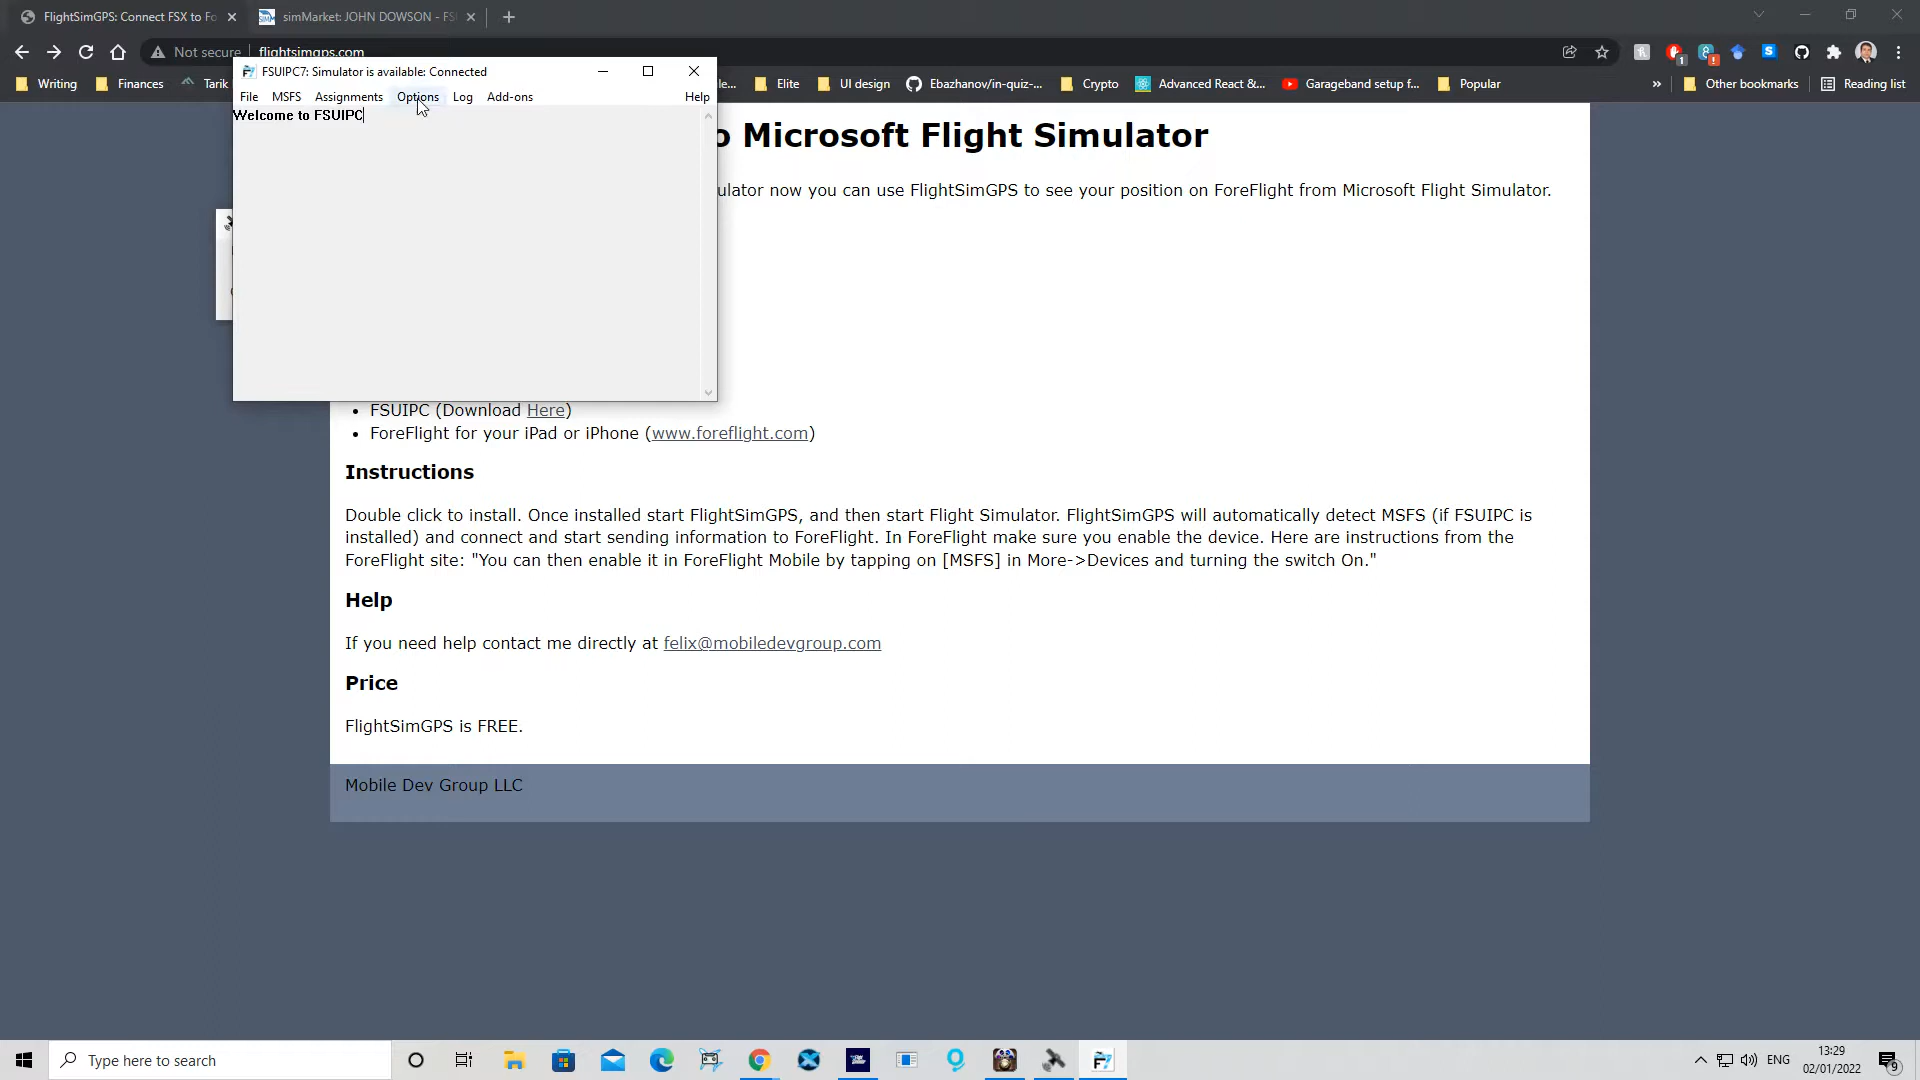 FlightSimGPS: Connect FSX to Fo
simMarket: JOHN DOWSON - FSU
Not secure
flightsimgps.com
Writing
Finances
Tarik
Elite
UI design
Ebazhanov/in-quiz-...
Crypto
Advanced React &...
Garageband setup f...
Popular
Other bookmarks
Reading list
FSUIPC7: Simulator is available: Connected
File MSFS Assignments Options Log Add-ons Help
Welcome to FSUIPC
o Microsoft Flight Simulator
ulator now you can use FlightSimGPS to see your position on ForeFlight from Microsoft Flight Simulator.
• FSUIPC (Download Here)
• ForeFlight for your iPad or iPhone (www.foreflight.com)
Instructions
Double click to install. Once installed start FlightSimGPS, and then start Flight Simulator. FlightSimGPS will automatically detect MSFS (if FSUIPC is
installed) and connect and start sending information to ForeFlight. In ForeFlight make sure you enable the device. Here are instructions from the
ForeFlight site: "You can then enable it in ForeFlight Mobile by tapping on [MSFS] in More->Devices and turning the switch On."
Help
If you need help contact me directly at felix@mobiledevgroup.com
Price
FlightSimGPS is FREE.
Mobile Dev Group LLC
Type here to search
ENG
13:29
02/01/2022
9